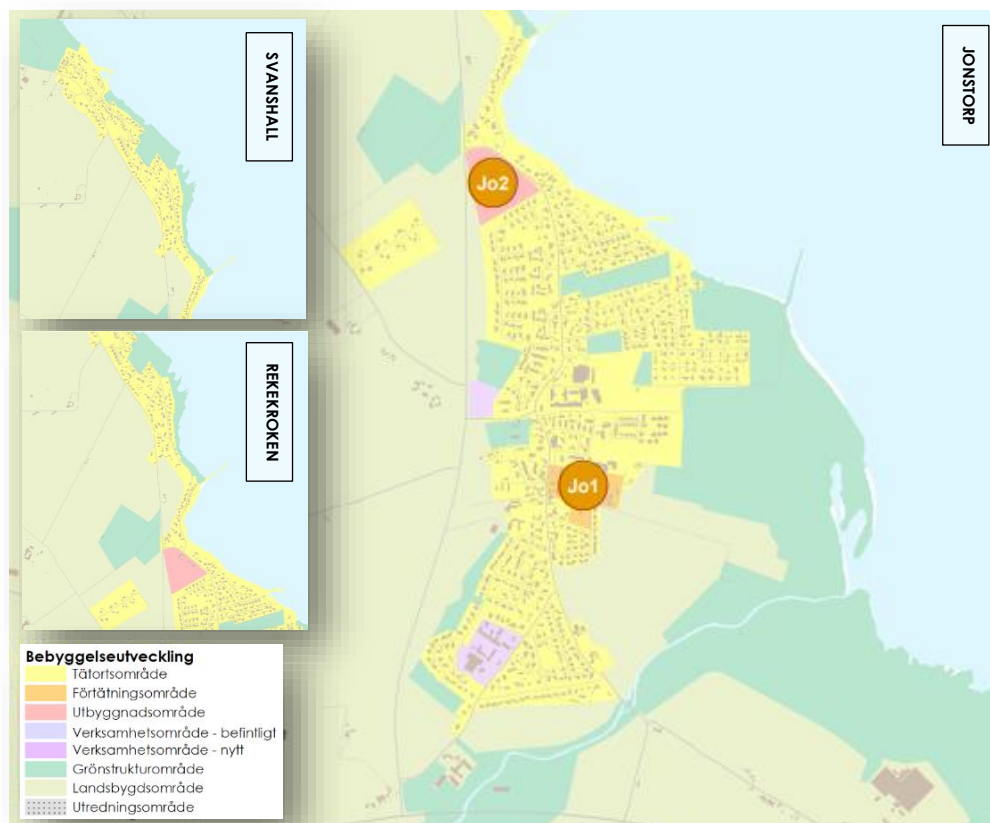 SVANSHALL
JONSTORP
Jo2
REKEKROKEN
Jo1
Bebyggelseutveckling
Tätortsområde
Förtätningsområde
Utbyggnadsområde
Verksamhetsområde - befintligt
Verksamhetsområde - nytt
Grönstrukturområde
Landsbygdsområde
Utredningsområde